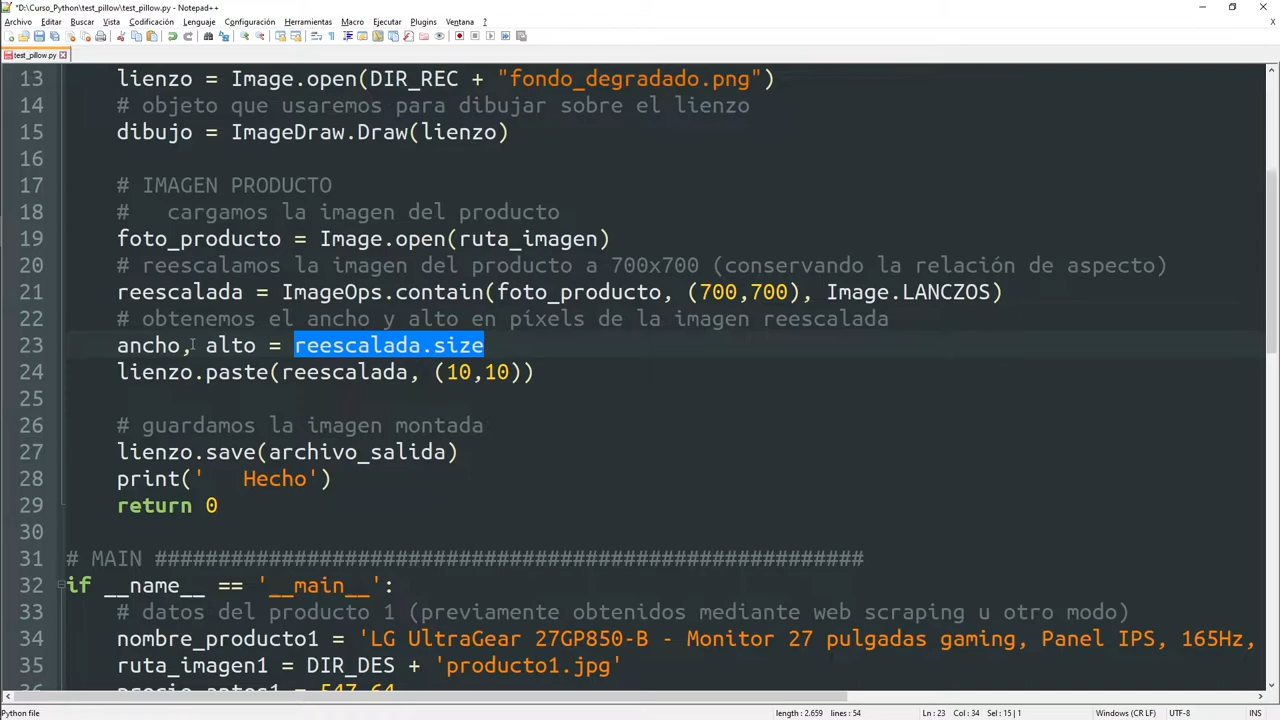 *D:\Curso_Python\test_pillow\test_pillow.py - Notepad++
Archivo Editar Buscar Vista Codificación Lenguaje Configuración Herramientas Macro Ejecutar Plugins Ventana ?
test_pillow.py
13 lienzo = Image.open(DIR_REC + "fondo_degradado.png")
14 # objeto que usaremos para dibujar sobre el lienzo
15 dibujo = ImageDraw.Draw(lienzo)
16
17 # IMAGEN PRODUCTO
18 #   cargamos la imagen del producto
19 foto_producto = Image.open(ruta_imagen)
20 # reescalamos la imagen del producto a 700x700 (conservando la relación de aspecto)
21 reescalada = ImageOps.contain(foto_producto, (700,700), Image.LANCZOS)
22 # obtenemos el ancho y alto en píxels de la imagen reescalada
23 ancho, alto = reescalada.size
24 lienzo.paste(reescalada, (10,10))
25
26 # guardamos la imagen montada
27 lienzo.save(archivo_salida)
28 print('   Hecho')
29 return 0
30
31 # MAIN ########################################################
32 if __name__ == '__main__':
33 # datos del producto 1 (previamente obtenidos mediante web scraping u otro modo)
34 nombre_producto1 = 'LG UltraGear 27GP850-B - Monitor 27 pulgadas gaming, Panel IPS, 165Hz,
35 ruta_imagen1 = DIR_DES + 'producto1.jpg'
36 precio_antes1 = 547.64
Python file length : 2.659 lines : 54 Ln : 23 Col : 34 Sel : 15 | 1 Windows (CR LF) UTF-8 INS